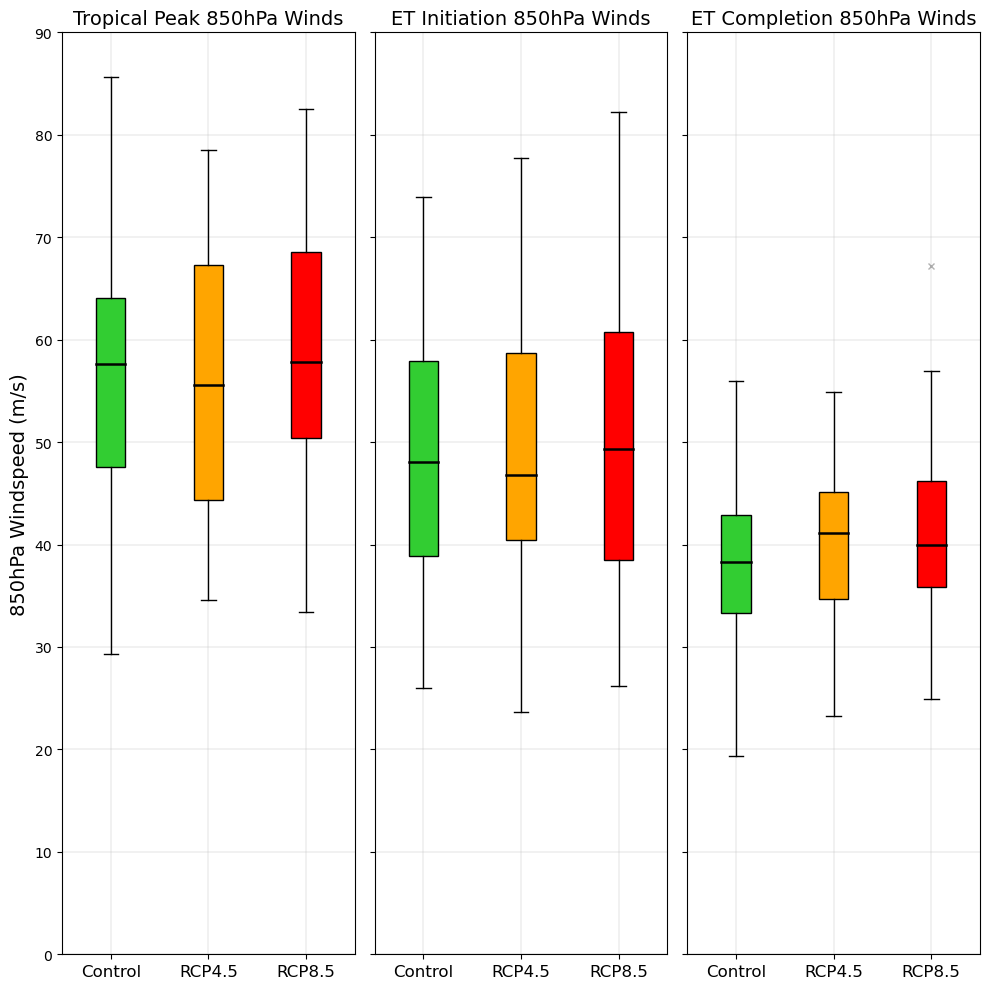 Tropical Peak 850hPa Winds
ET Initiation 850hPa Winds
ET Completion 850hPa Winds
850hPa Windspeed (m/s)
90
80
70
60
50
40
30
20
10
0
Control
RCP4.5
RCP8.5
Control
RCP4.5
RCP8.5
Control
RCP4.5
RCP8.5